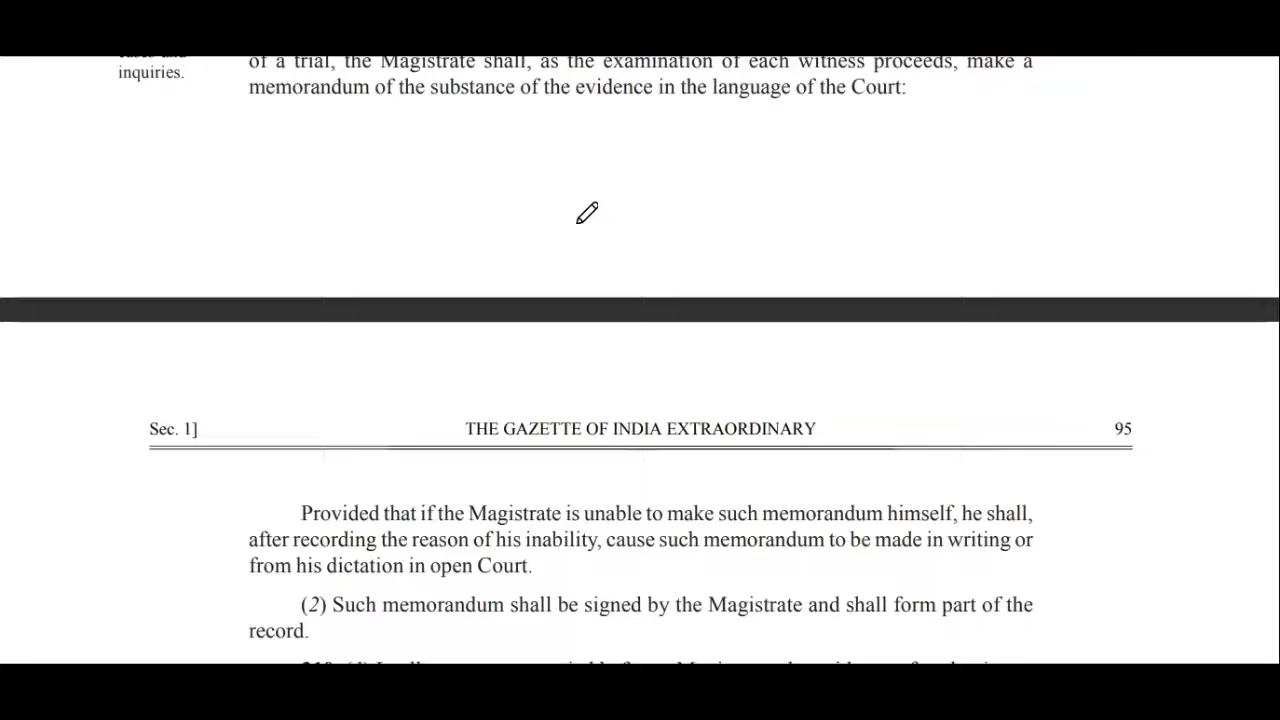 inquiries.
of a trial, the Magistrate shall, as the examination of each witness proceeds, make a
memorandum of the substance of the evidence in the language of the Court:
Sec. 1] THE GAZETTE OF INDIA EXTRAORDINARY 95
Provided that if the Magistrate is unable to make such memorandum himself, he shall,
after recording the reason of his inability, cause such memorandum to be made in writing or
from his dictation in open Court.
(2) Such memorandum shall be signed by the Magistrate and shall form part of the
record.